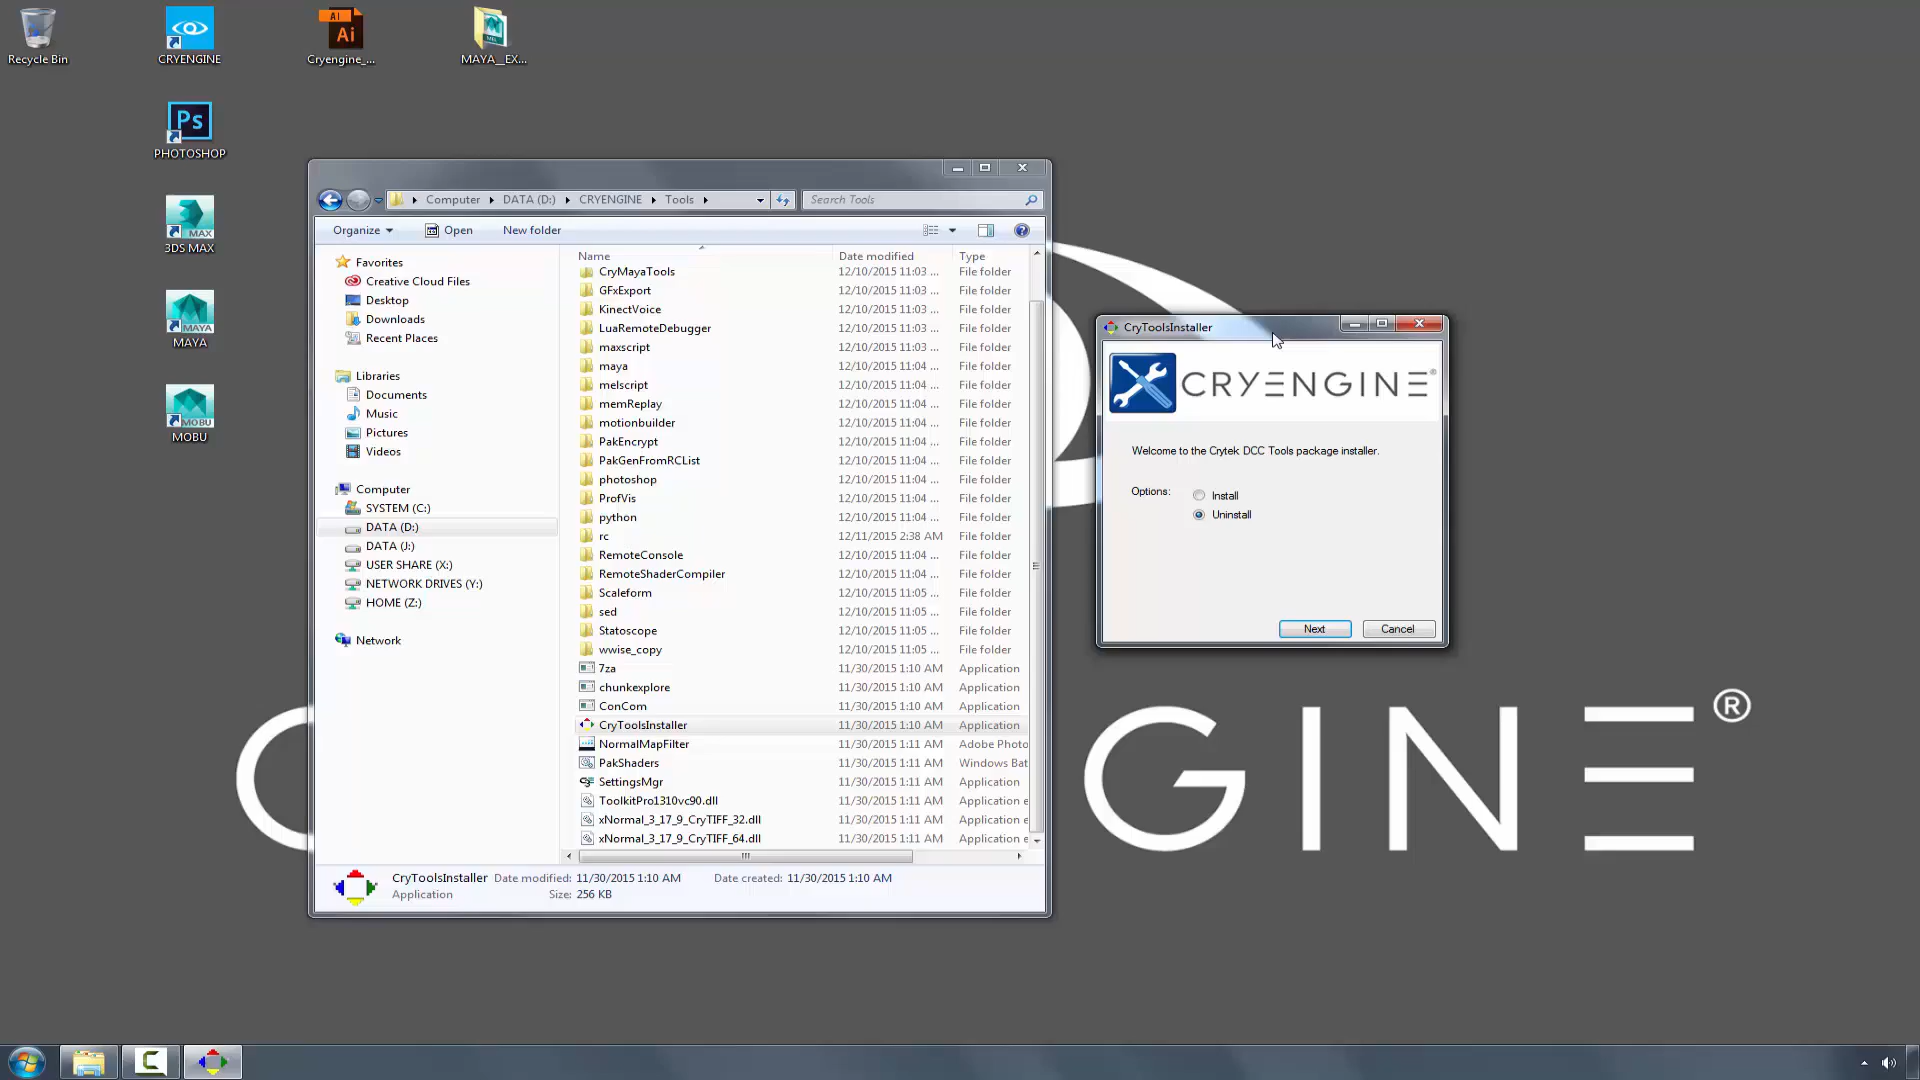 Recycle Bin
CRYENGINE
Ai
Ai
Cryengine_...
MEL
MAYA__EX...
Ps
PHOTOSHOP
MAX
3DS MAX
MAYA
MAYA
MOBU
MOBU
Computer DATA (D:) CRYENGINE Tools
Search Tools
Organize Open New folder
Favorites
Creative Cloud Files
Desktop
Downloads
Recent Places
Libraries
Documents
Music
Pictures
Videos
Computer
SYSTEM (C:)
DATA (D:)
DATA (J:)
USER SHARE (X:)
NETWORK DRIVES (Y:)
HOME (Z:)
Network
Name Date modified Type
CryMayaTools 12/10/2015 11:03 ... File folder
GFxExport 12/10/2015 11:03 ... File folder
KinectVoice 12/10/2015 11:03 ... File folder
LuaRemoteDebugger 12/10/2015 11:03 ... File folder
maxscript 12/10/2015 11:03 ... File folder
maya 12/10/2015 11:04 ... File folder
melscript 12/10/2015 11:04 ... File folder
memReplay 12/10/2015 11:04 ... File folder
motionbuilder 12/10/2015 11:04 ... File folder
PakEncrypt 12/10/2015 11:04 ... File folder
PakGenFromRCList 12/10/2015 11:04 ... File folder
photoshop 12/10/2015 11:04 ... File folder
ProfVis 12/10/2015 11:04 ... File folder
python 12/10/2015 11:04 ... File folder
rc 12/11/2015 2:38 AM File folder
RemoteConsole 12/10/2015 11:04 ... File folder
RemoteShaderCompiler 12/10/2015 11:04 ... File folder
Scaleform 12/10/2015 11:05 ... File folder
sed 12/10/2015 11:05 ... File folder
Statoscope 12/10/2015 11:05 ... File folder
wwise_copy 12/10/2015 11:05 ... File folder
7za 11/30/2015 1:10 AM Application
chunkexplore 11/30/2015 1:10 AM Application
ConCom 11/30/2015 1:10 AM Application
CryToolsInstaller 11/30/2015 1:10 AM Application
NormalMapFilter 11/30/2015 1:11 AM Adobe Photo
PakShaders 11/30/2015 1:11 AM Windows Bat
SettingsMgr 11/30/2015 1:11 AM Application
ToolkitPro1310vc90.dll 11/30/2015 1:11 AM Application e
xNormal_3_17_9_CryTIFF_32.dll 11/30/2015 1:11 AM Application e
xNormal_3_17_9_CryTIFF_64.dll 11/30/2015 1:11 AM Application e
CryToolsInstaller Date modified: 11/30/2015 1:10 AM Date created: 11/30/2015 1:10 AM
Application Size: 256 KB
CryToolsInstaller
CRYENGINE®
Welcome to the Crytek DCC Tools package installer.
Options: Install
Uninstall
Next Cancel
C GINE®